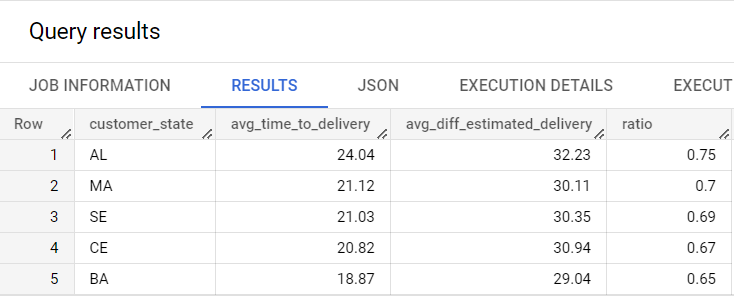 Query results
JOB INFORMATION RESULTS JSON EXECUTION DETAILS EXECUT
Row customer_state avg_time_to_delivery avg_diff_estimated_delivery ratio
1 AL 24.04 32.23 0.75
2 MA 21.12 30.11 0.7
3 SE 21.03 30.35 0.69
4 CE 20.82 30.94 0.67
5 BA 18.87 29.04 0.65